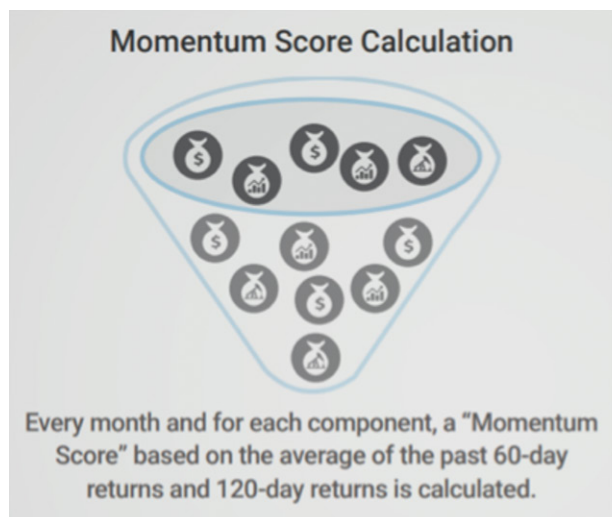 Momentum Score Calculation
$
$
$
$
$
Every month and for each component, a “Momentum
Score” based on the average of the past 60-day
returns and 120-day returns is calculated.